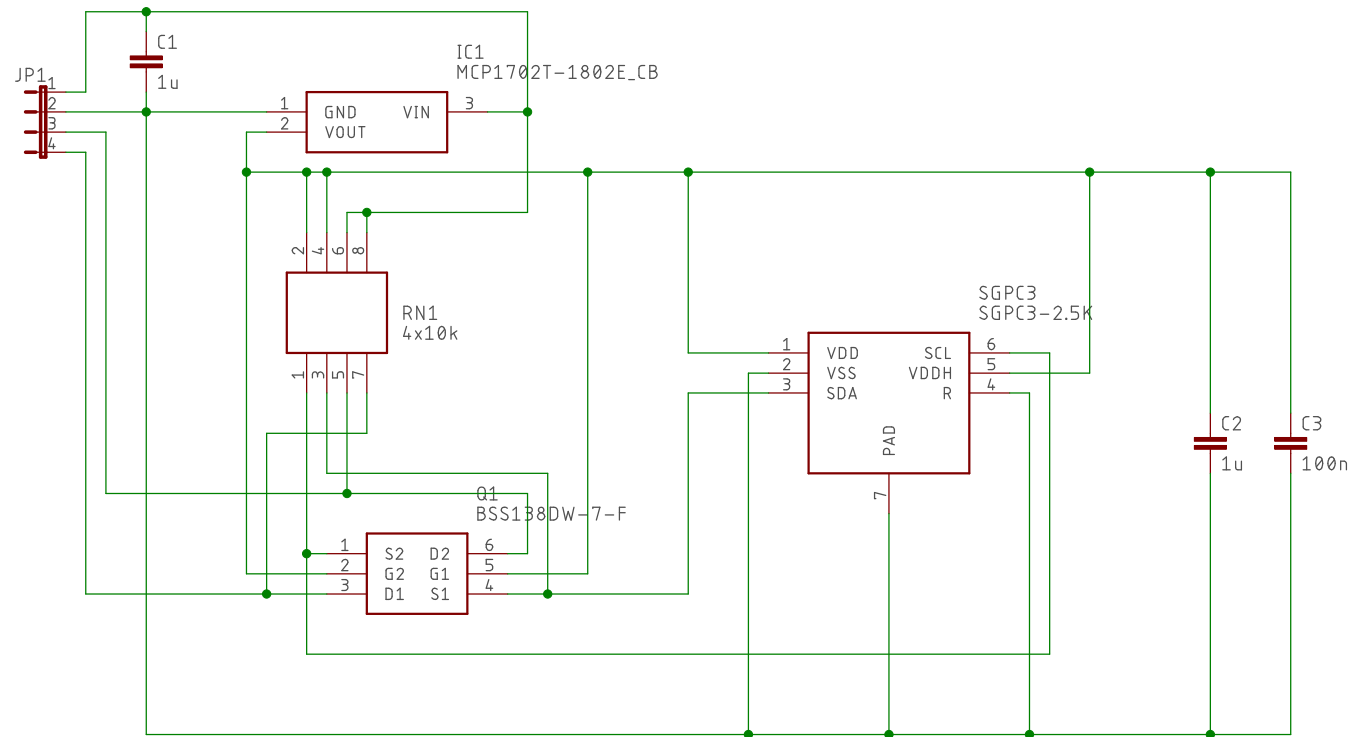 C1
1u
JP1
1
2
3
4
IC1
MCP1702T-1802E_CB
1 GND VIN 3
2 VOUT
2 4 6 8
RN1
4x10k
1 3 5 7
SGPC3
SGPC3-2.5K
1 VDD SCL 6
2 VSS VDDH 5
3 SDA R 4
PAD
7
C2
1u
C3
100n
Q1
BSS138DW-7-F
1 S2 D2 6
2 G2 G1 5
3 D1 S1 4